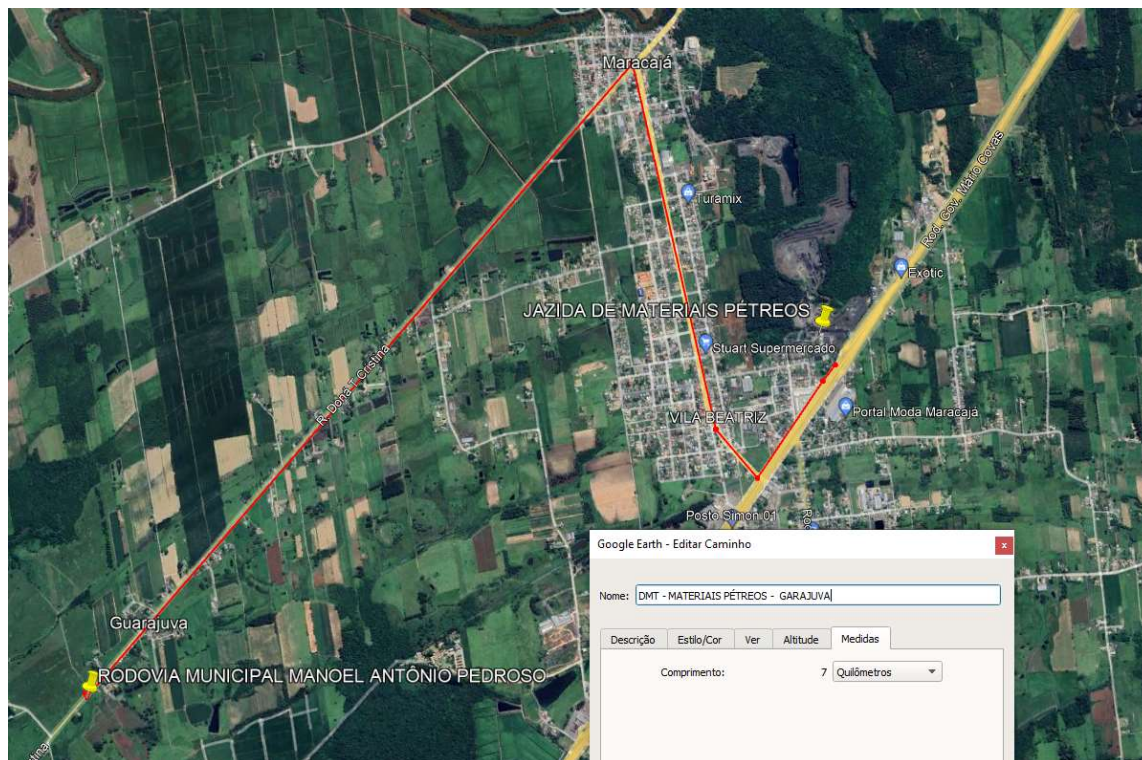 Maracajá
Turamix
Rod. Gov. Mário Covas
Exotic
JAZIDA DE MATERIAIS PÉTREOS
Stuart Supermercado
R. Dona T Cristina
VILA BEATRIZ
Portal Moda Maracajá
Posto Simon 01
Guarajuva
RODOVIA MUNICIPAL MANOEL ANTÔNIO PEDROSO
Google Earth - Editar Caminho
x
Nome: DMT - MATERIAIS PÉTREOS - GARAJUVA
Descrição Estilo/Cor Ver Altitude Medidas
Comprimento: 7 Quilômetros